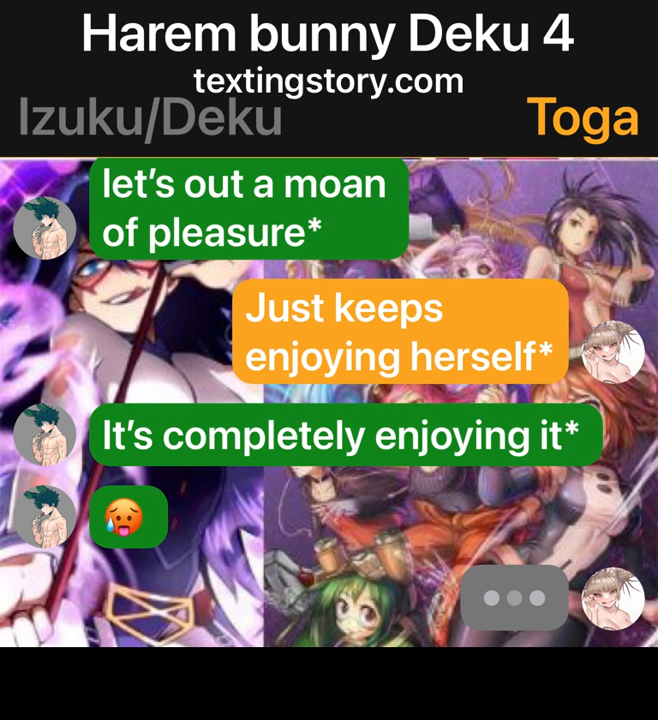 Harem bunny Deku 4
textingstory.com
Izuku/Deku
Toga
let’s out a moan
of pleasure*
Just keeps
enjoying herself*
It’s completely enjoying it*
🥵